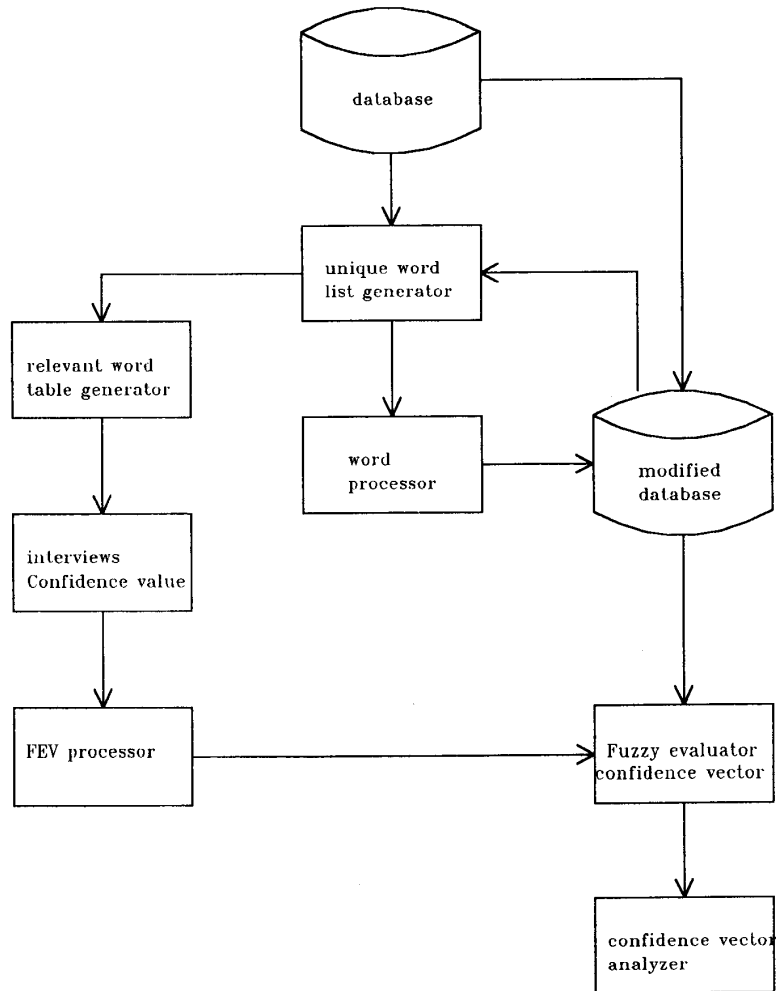 database
unique word
list generator
relevant word
table generator
word
processor
modified
database
interviews
Confidence value
FEV processor
Fuzzy evaluator
confidence vector
confidence vector
analyzer